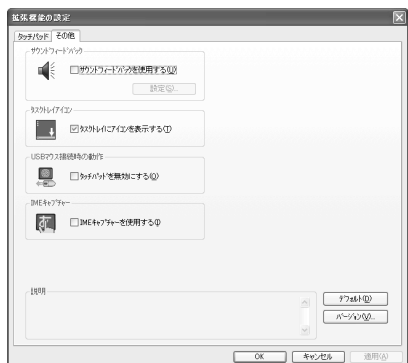 拡張機能の設定
タッチパッド その他
サウンドフィードバック
サウンドフィードバックを使用する(U)
設定(S)...
タスクトレイアイコン
タスクトレイにアイコンを表示する(T)
USBマウス接続時の動作
タッチパッドを無効にする(O)
IMEキャプチャー
IMEキャプチャーを使用する(I)
説明
デフォルト(D)
バージョン(V)...
OK キャンセル 適用(A)